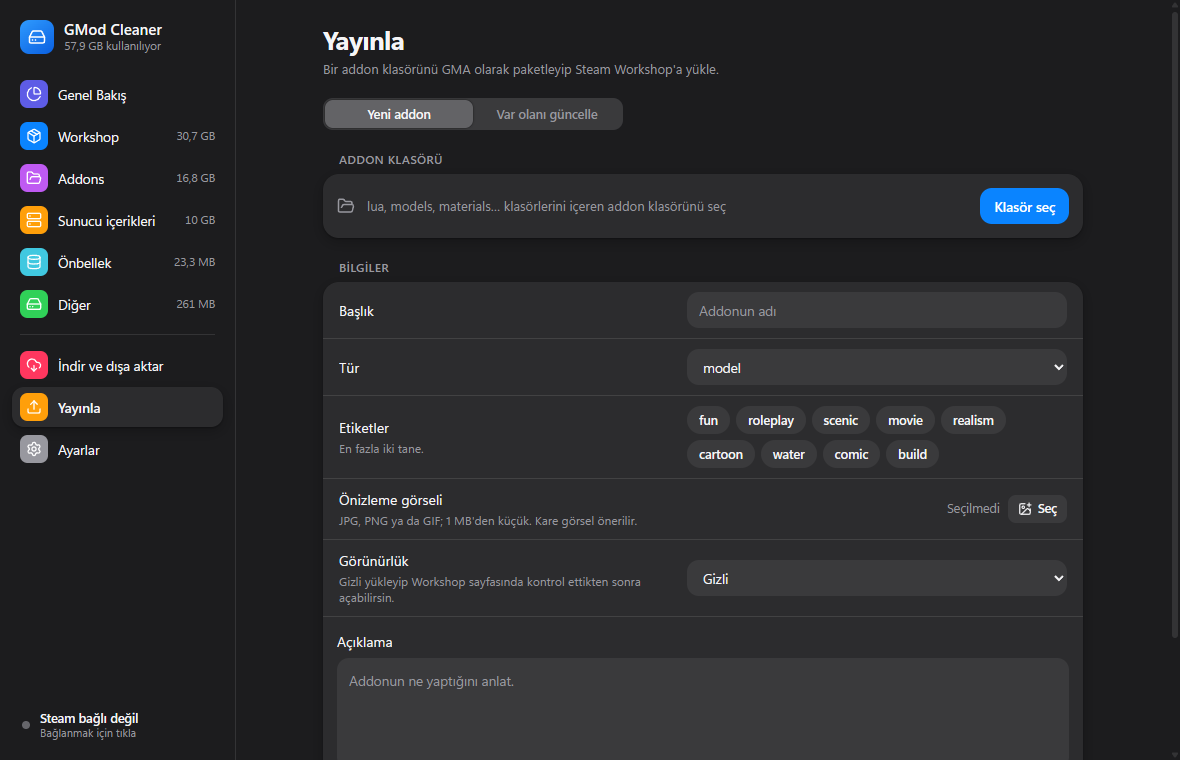 GMod Cleaner
57,9 GB kullanılıyor
Genel Bakış
Workshop 30,7 GB
Addons 16,8 GB
Sunucu içerikleri 10 GB
Önbellek 23,3 MB
Diğer 261 MB
İndir ve dışa aktar
Yayınla
Ayarlar
Steam bağlı değil
Bağlanmak için tıkla
Yayınla
Bir addon klasörünü GMA olarak paketleyip Steam Workshop'a yükle.
Yeni addon Var olanı güncelle
ADDON KLASÖRÜ
lua, models, materials... klasörlerini içeren addon klasörünü seç Klasör seç
BİLGİLER
Başlık Addonun adı
Tür model
Etiketler
En fazla iki tane.
fun roleplay scenic movie realism
cartoon water comic build
Önizleme görseli
JPG, PNG ya da GIF; 1 MB'den küçük. Kare görsel önerilir.
Seçilmedi Seç
Görünürlük
Gizli yükleyip Workshop sayfasında kontrol ettikten sonra
açabilirsin.
Gizli
Açıklama
Addonun ne yaptığını anlat.